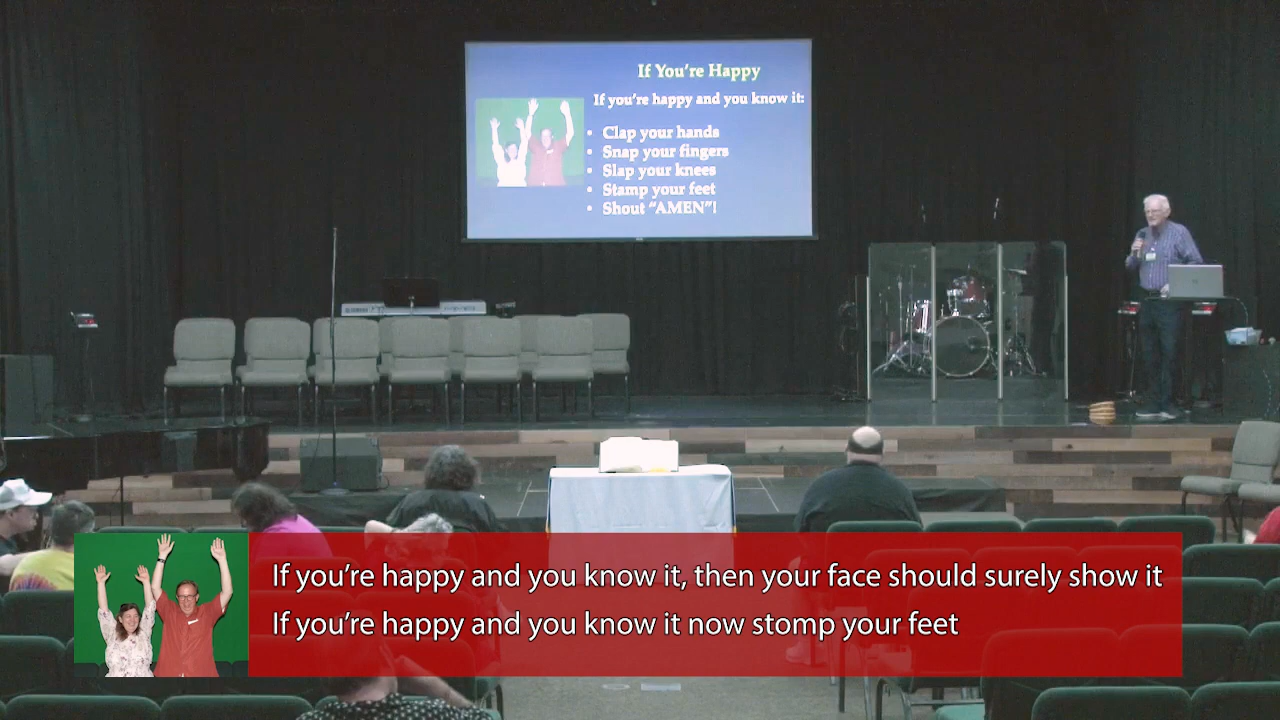 If You're Happy
If you're happy and you know it:
• Clap your hands
• Snap your fingers
• Slap your knees
• Stamp your feet
• Shout “AMEN”!
If you're happy and you know it, then your face should surely show it
If you're happy and you know it now stomp your feet